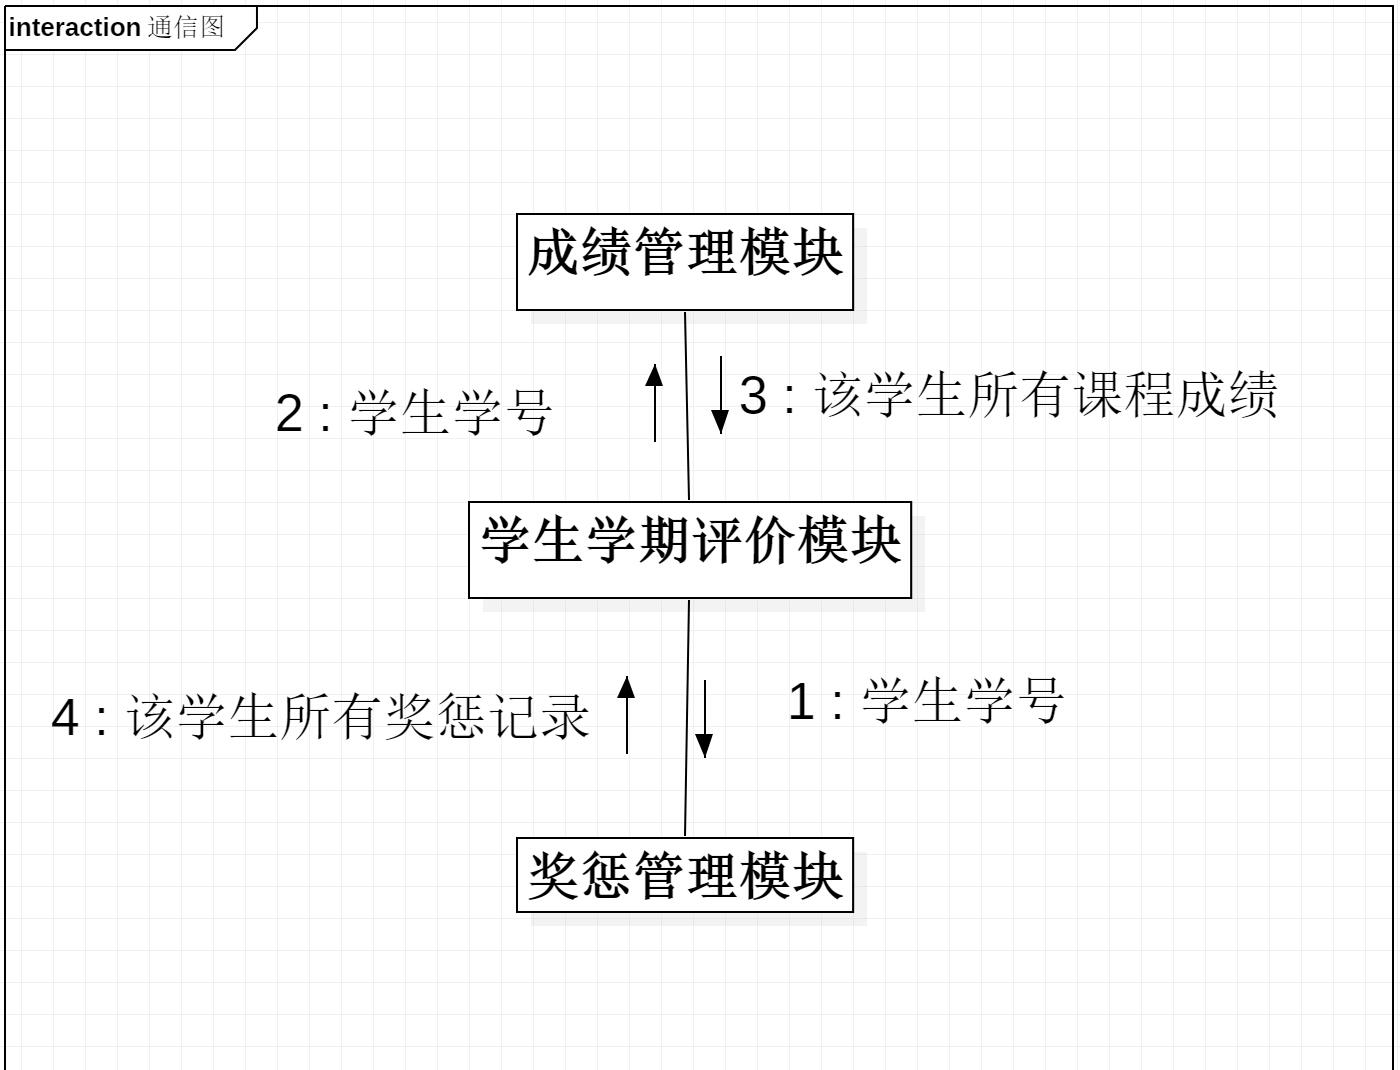 interaction 通信图
成绩管理模块
2 : 学生学号
3 : 该学生所有课程成绩
学生学期评价模块
4 : 该学生所有奖惩记录
1 : 学生学号
奖惩管理模块